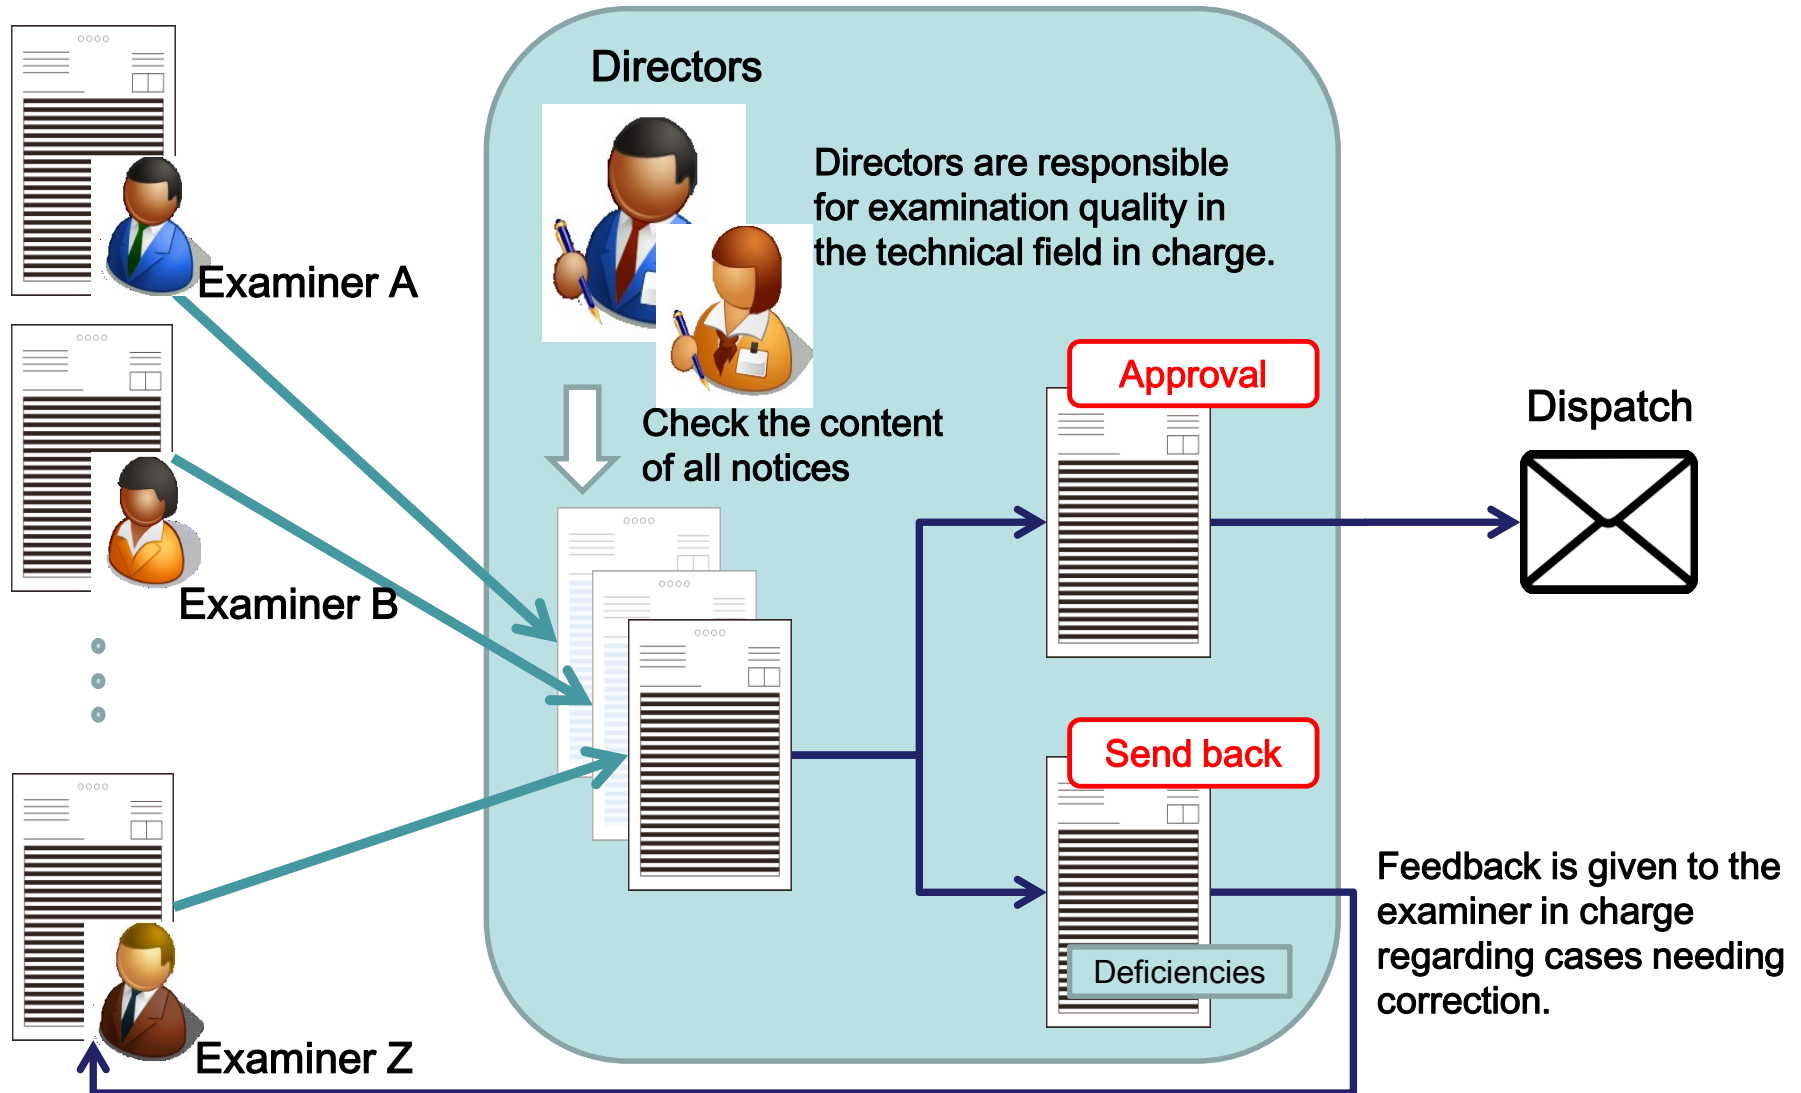 Directors
Directors are responsible
for examination quality in
the technical field in charge.
Examiner A
Approval
Dispatch
Check the content
of all notices
Examiner B
Send back
Feedback is given to the
examiner in charge
regarding cases needing
correction.
Deficiencies
Examiner Z